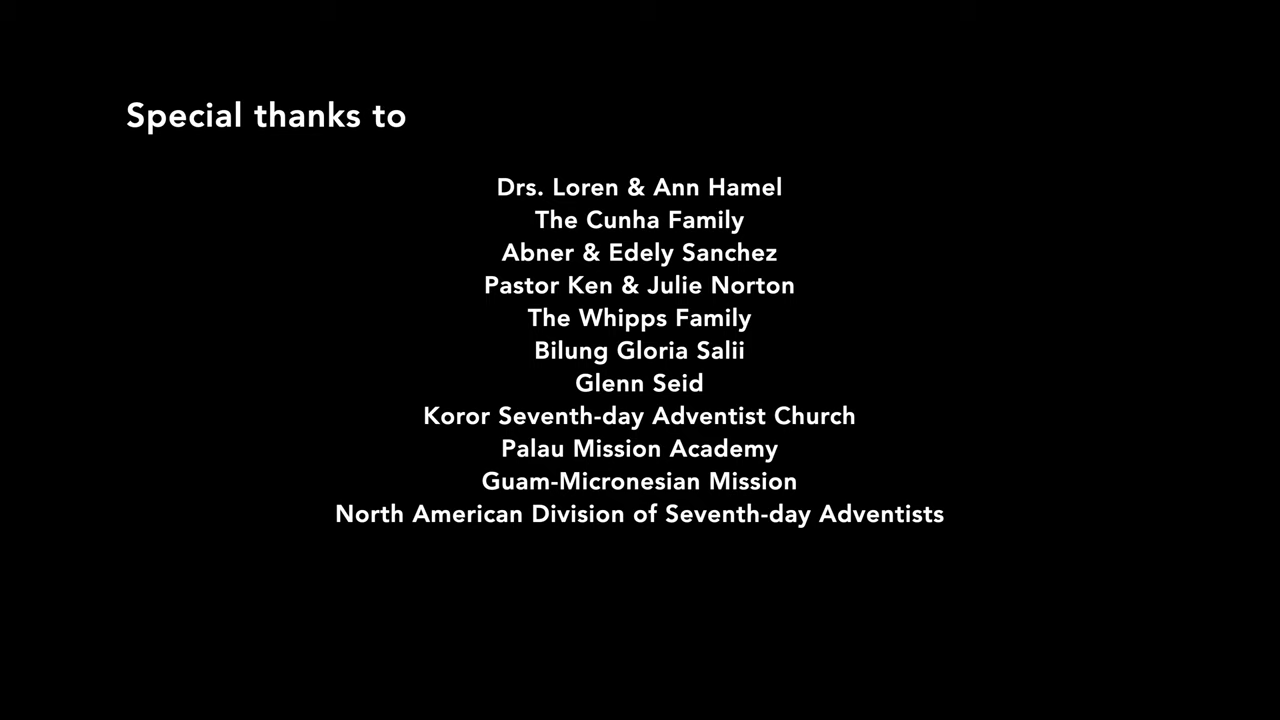 Special thanks to
Drs. Loren & Ann Hamel
The Cunha Family
Abner & Edely Sanchez
Pastor Ken & Julie Norton
The Whipps Family
Bilung Gloria Salii
Glenn Seid
Koror Seventh-day Adventist Church
Palau Mission Academy
Guam-Micronesian Mission
North American Division of Seventh-day Adventists